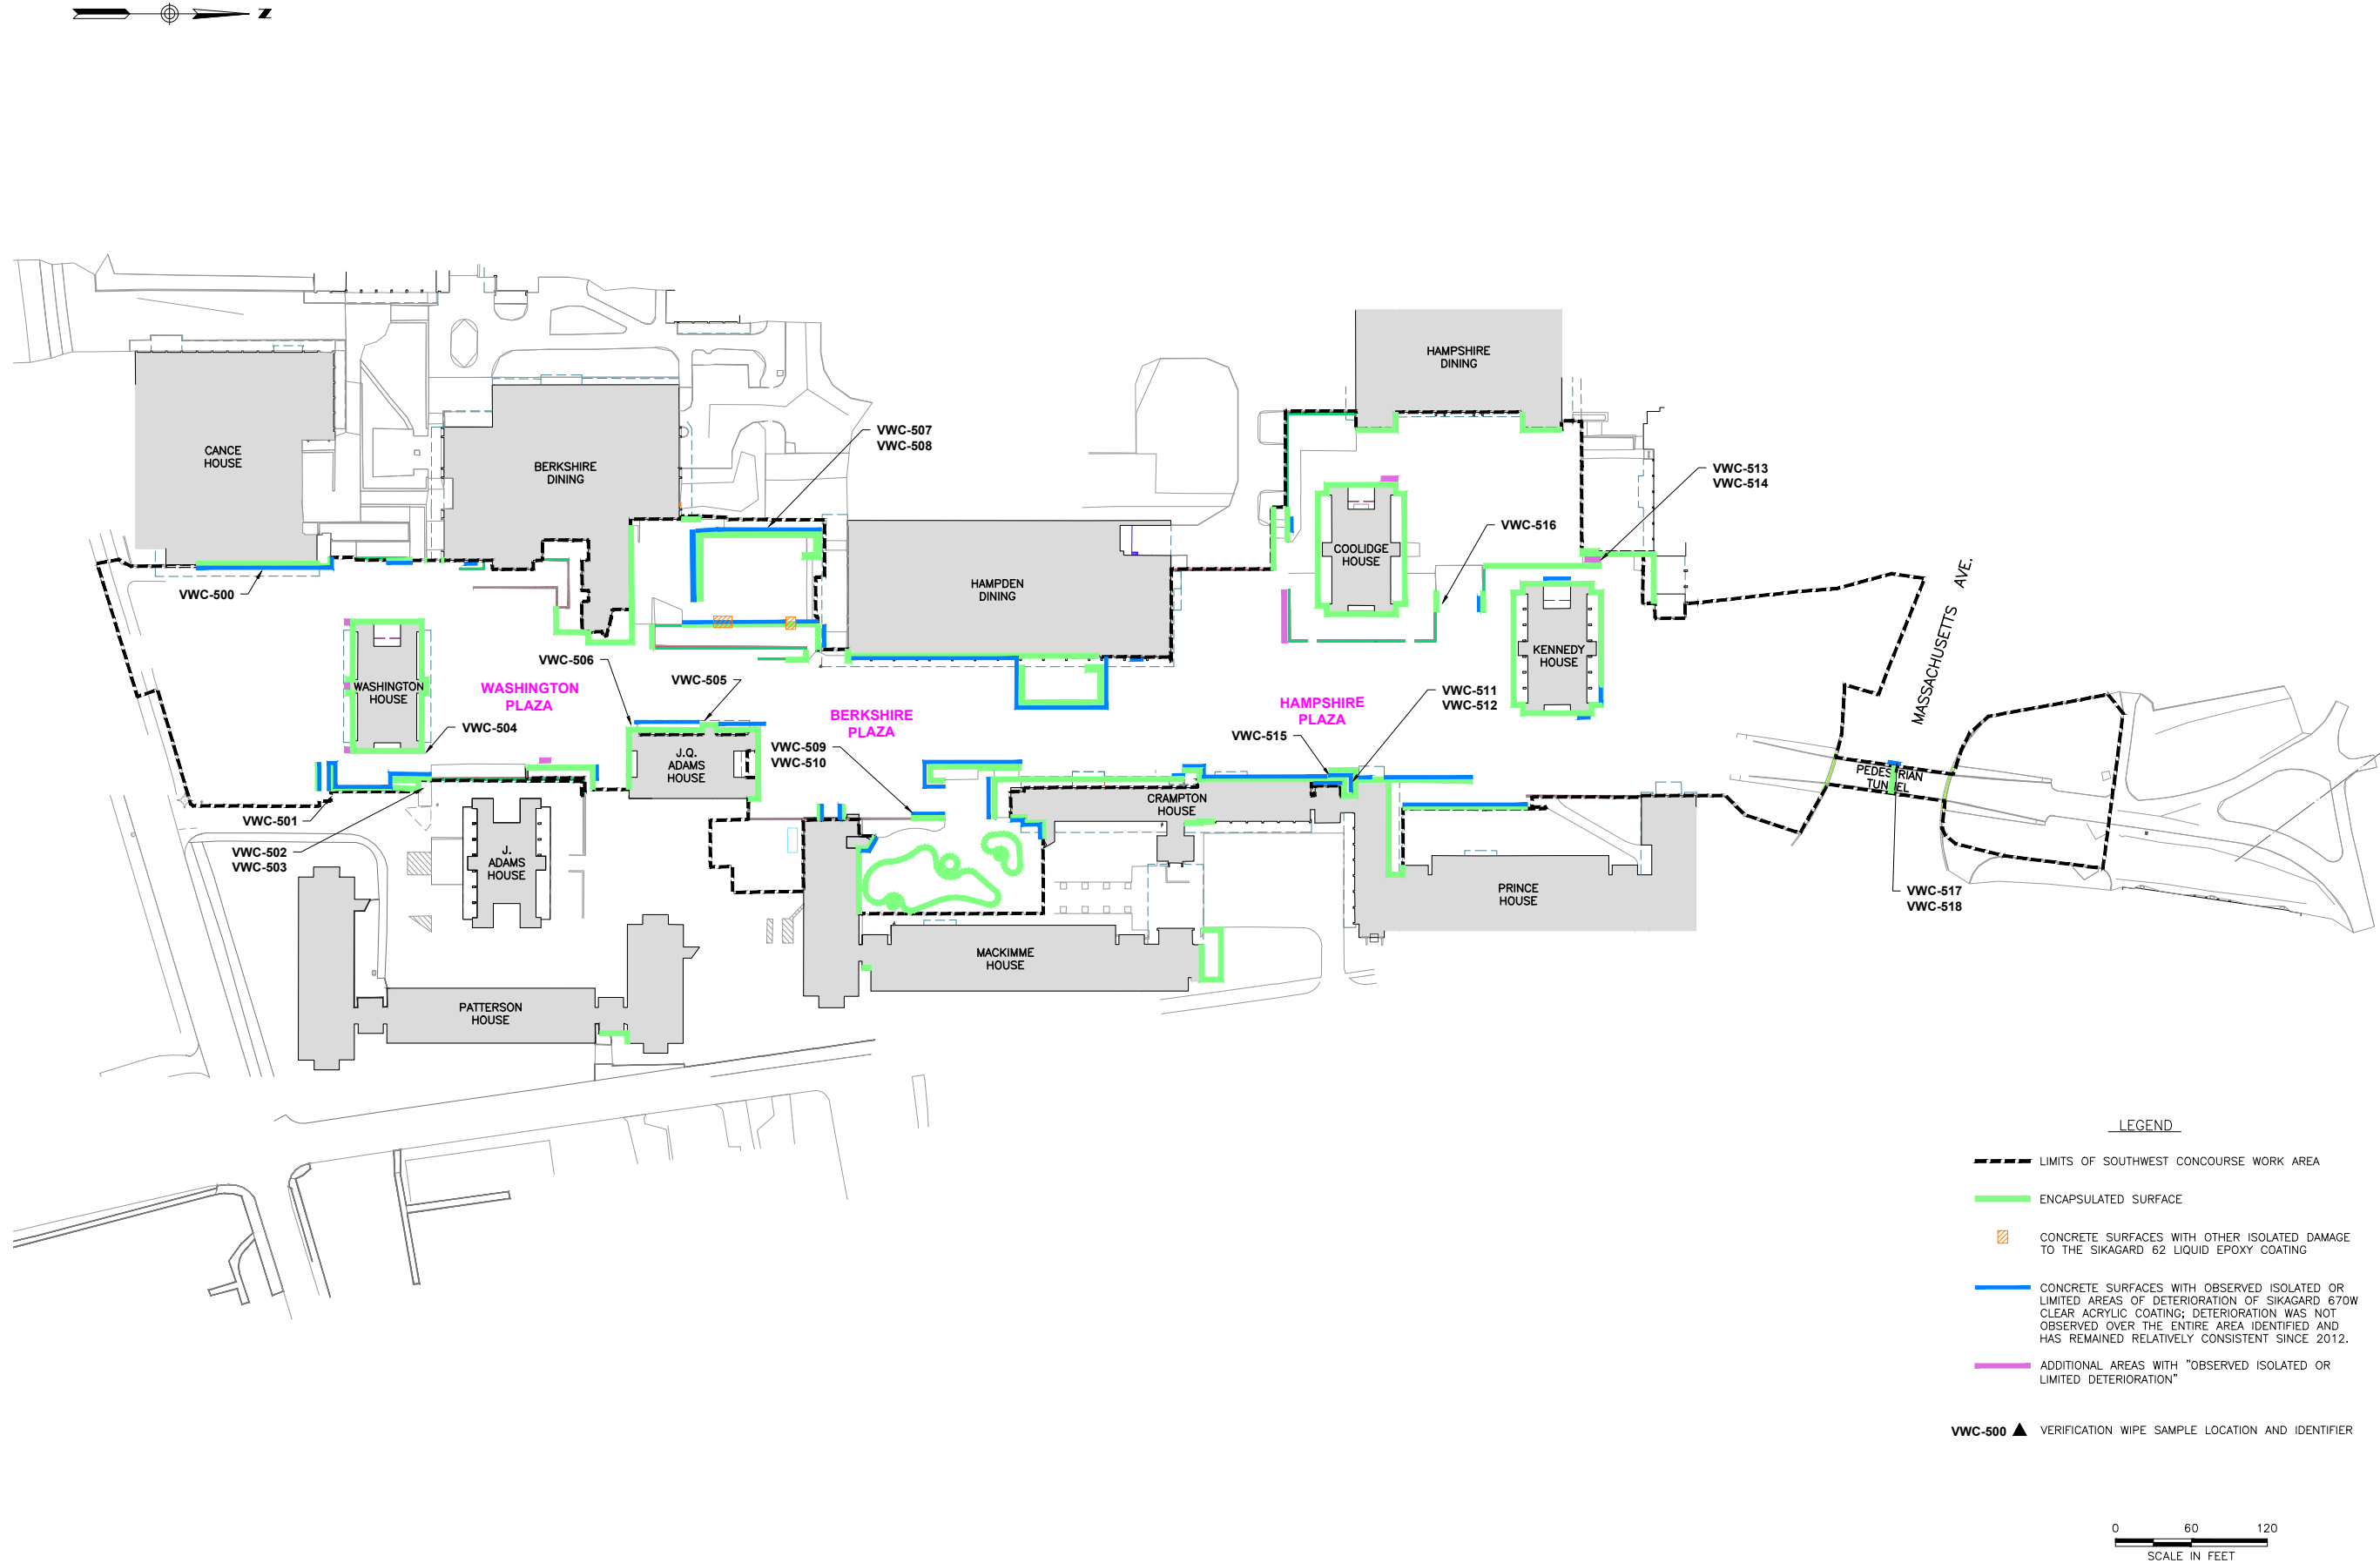 N
HAMPSHIRE
DINING
CANCE
HOUSE
BERKSHIRE
DINING
VWC-507
VWC-508
VWC-513
VWC-514
VWC-516
COOLIDGE
HOUSE
HAMPDEN
DINING
VWC-500
MASSACHUSETTS AVE.
KENNEDY
HOUSE
VWC-506
VWC-505
WASHINGTON
HOUSE
WASHINGTON
PLAZA
VWC-504
BERKSHIRE
PLAZA
HAMPSHIRE
PLAZA
VWC-511
VWC-512
VWC-515
J.Q.
ADAMS
HOUSE
VWC-509
VWC-510
PEDESTRIAN
TUNNEL
CRAMPTON
HOUSE
VWC-501
VWC-502
VWC-503
J.
ADAMS
HOUSE
PRINCE
HOUSE
VWC-517
VWC-518
MACKIMME
HOUSE
PATTERSON
HOUSE
LEGEND
LIMITS OF SOUTHWEST CONCOURSE WORK AREA
ENCAPSULATED SURFACE
CONCRETE SURFACES WITH OTHER ISOLATED DAMAGE
TO THE SIKAGARD 62 LIQUID EPOXY COATING
CONCRETE SURFACES WITH OBSERVED ISOLATED OR
LIMITED AREAS OF DETERIORATION OF SIKAGARD 670W
CLEAR ACRYLIC COATING; DETERIORATION WAS NOT
OBSERVED OVER THE ENTIRE AREA IDENTIFIED AND
HAS REMAINED RELATIVELY CONSISTENT SINCE 2012.
ADDITIONAL AREAS WITH "OBSERVED ISOLATED OR
LIMITED DETERIORATION"
VWC-500 VERIFICATION WIPE SAMPLE LOCATION AND IDENTIFIER
0 60 120
SCALE IN FEET